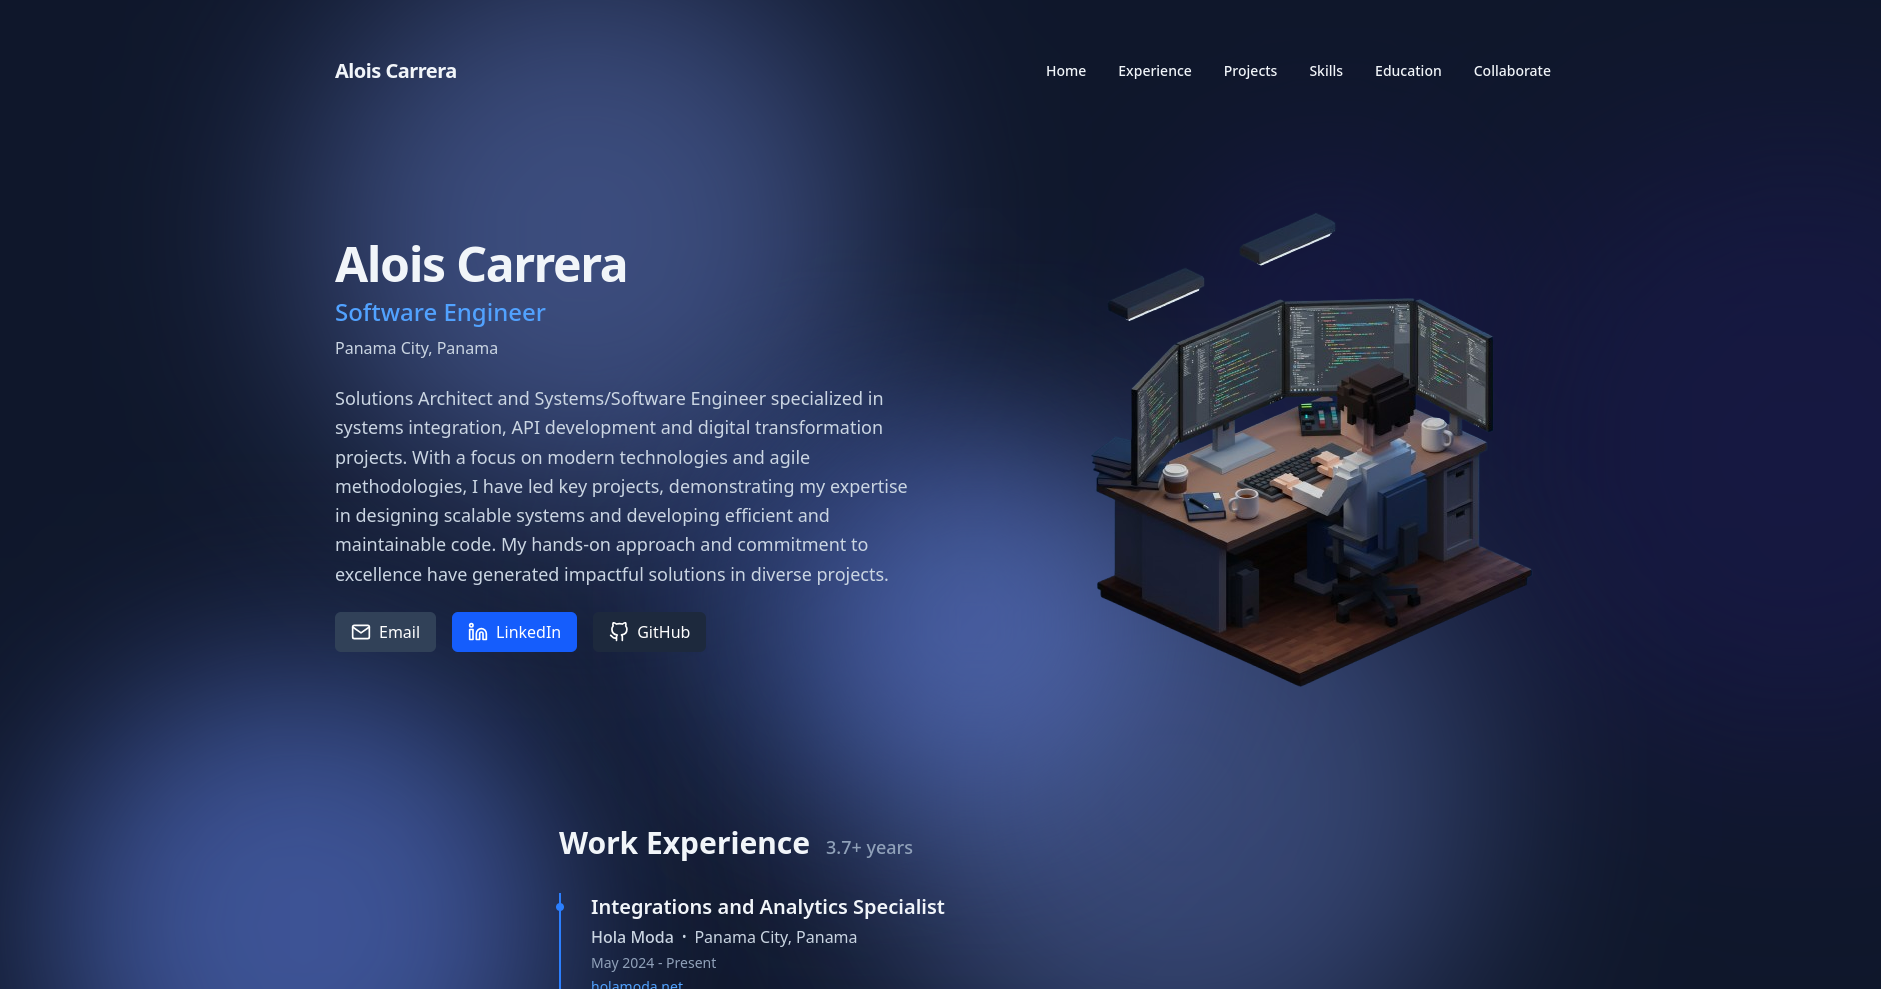 Alois Carrera
Home Experience Projects Skills Education Collaborate
Alois Carrera
Software Engineer
Panama City, Panama
Solutions Architect and Systems/Software Engineer specialized in
systems integration, API development and digital transformation
projects. With a focus on modern technologies and agile
methodologies, I have led key projects, demonstrating my expertise
in designing scalable systems and developing efficient and
maintainable code. My hands-on approach and commitment to
excellence have generated impactful solutions in diverse projects.
Email LinkedIn GitHub
Work Experience 3.7+ years
Integrations and Analytics Specialist
Hola Moda • Panama City, Panama
May 2024 - Present
holamoda.net